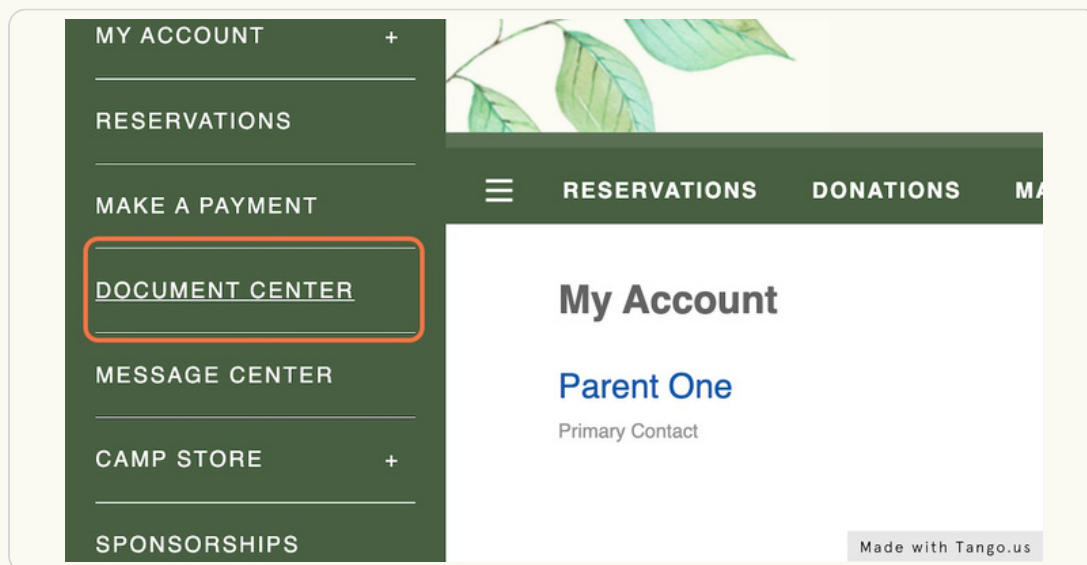 MY ACCOUNT +
RESERVATIONS
MAKE A PAYMENT
DOCUMENT CENTER
MESSAGE CENTER
CAMP STORE +
SPONSORSHIPS
RESERVATIONS DONATIONS MA
My Account
Parent One
Primary Contact
Made with Tango.us